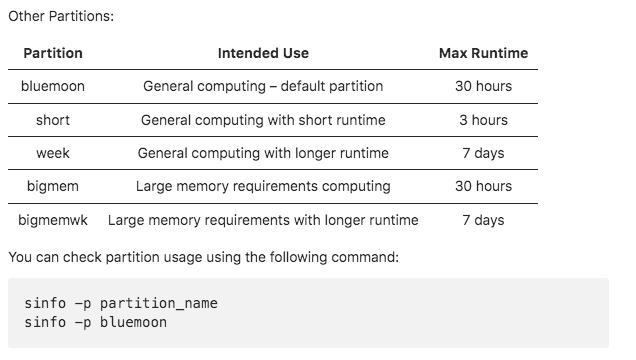 Other Partitions:
Partition Intended Use Max Runtime
bluemoon General computing – default partition 30 hours
short General computing with short runtime 3 hours
week General computing with longer runtime 7 days
bigmem Large memory requirements computing 30 hours
bigmemwk Large memory requirements with longer runtime 7 days
You can check partition usage using the following command:
sinfo -p partition_name
sinfo -p bluemoon